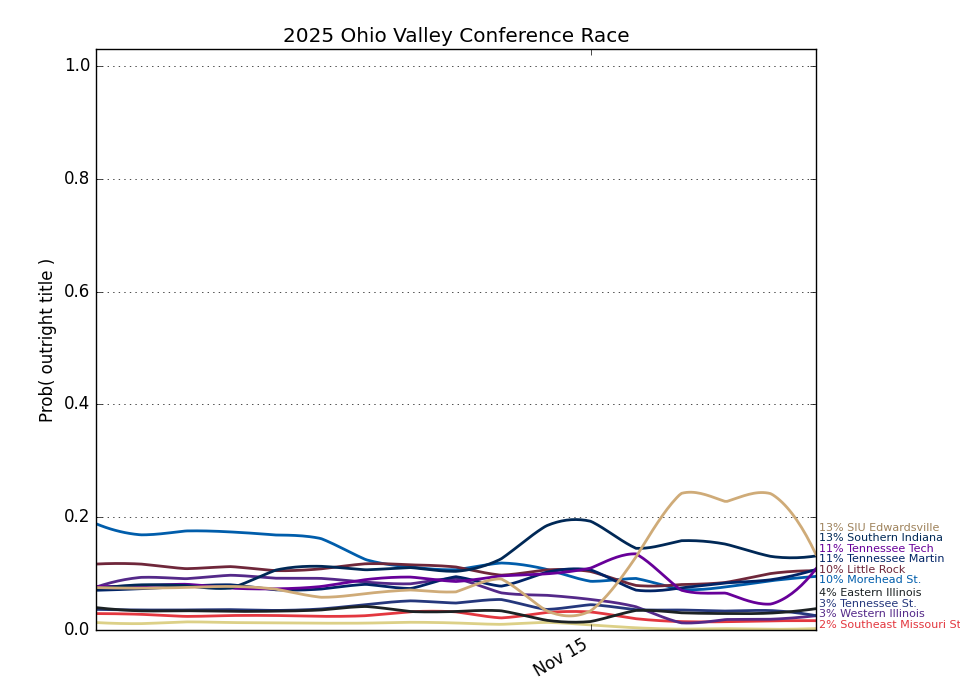 2025 Ohio Valley Conference Race
1.0
0.8
0.6
0.4
0.2
0.0
Prob( outright title )
Nov 15
13% SIU Edwardsville
13% Southern Indiana
11% Tennessee Tech
11% Tennessee Martin
10% Little Rock
10% Morehead St.
4% Eastern Illinois
3% Tennessee St.
3% Western Illinois
2% Southeast Missouri St